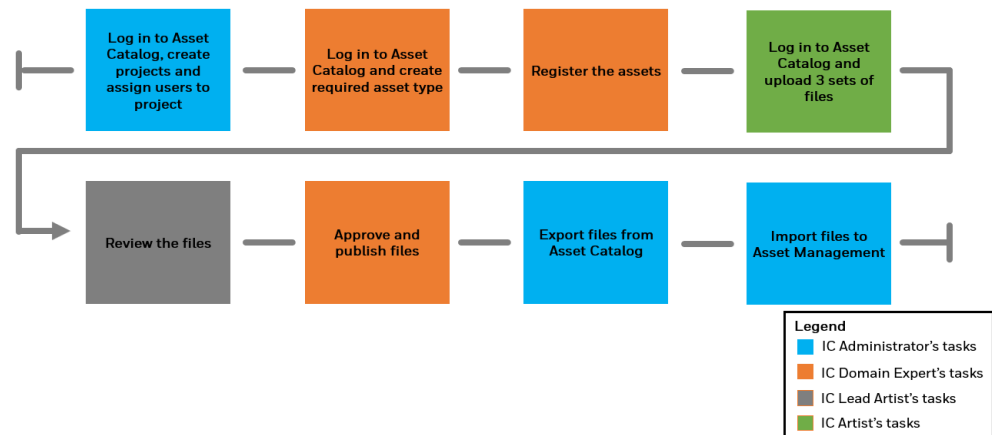 Log in to Asset
Catalog, create
projects and
assign users to
project
Log in to Asset
Catalog and create
required asset type
Register the assets
Log in to Asset
Catalog and
upload 3 sets of
files
Review the files
Approve and
publish files
Export files from
Asset Catalog
Import files to
Asset Management
Legend
IC Administrator's tasks
IC Domain Expert's tasks
IC Lead Artist's tasks
IC Artist's tasks